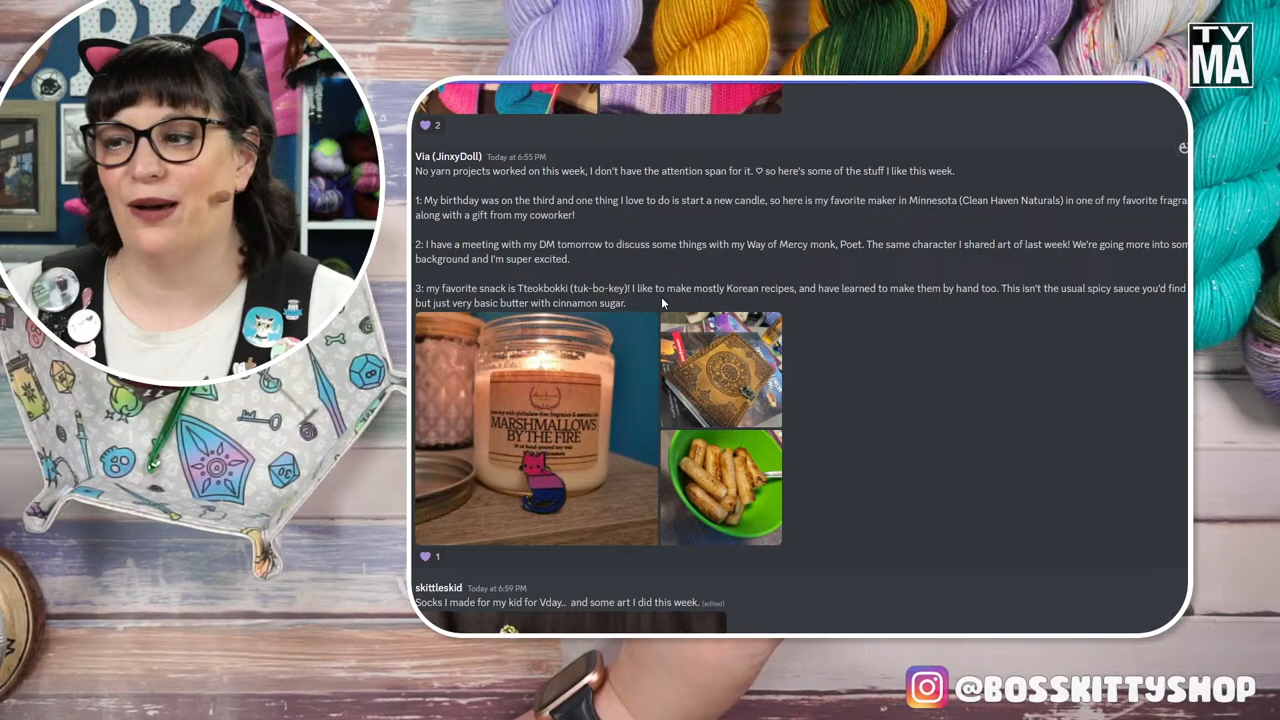 TV
MA
2
Via (JinxyDoll) Today at 6:55 PM
No yarn projects worked on this week, I don't have the attention span for it. ♡ so here's some of the stuff I like this week.
1: My birthday was on the third and one thing I love to do is start a new candle, so here is my favorite maker in Minnesota (Clean Haven Naturals) in one of my favorite fragra
along with a gift from my coworker!
2: I have a meeting with my DM tomorrow to discuss some things with my Way of Mercy monk, Poet. The same character I shared art of last week! We're going more into som
background and I'm super excited.
3: my favorite snack is Tteokbokki (tuk-bo-key)! I like to make mostly Korean recipes, and have learned to make them by hand too. This isn't the usual spicy sauce you'd find
but just very basic butter with cinnamon sugar.
MARSHMALLOWS
BY THE FIRE
1
skittleskid Today at 6:59 PM
Socks I made for my kid for Vday.. and some art I did this week. (edited)
@BOSSKITTYSHOP